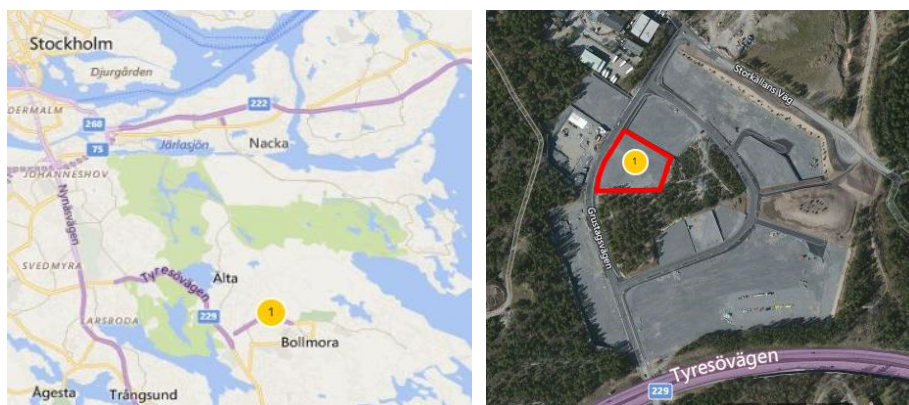 Stockholm
Djurgården
DERMALM
222
260
Järlasjön
Nacka
75
JOHANNESHOV
Nynäsvägen
SVEDMYRA
Älta
Tyresövägen
1
229
ARSBODA
Bollmora
Ågesta
Trångsund
Storkällans Väg
1
Grustagsvägen
Tyresövägen
229